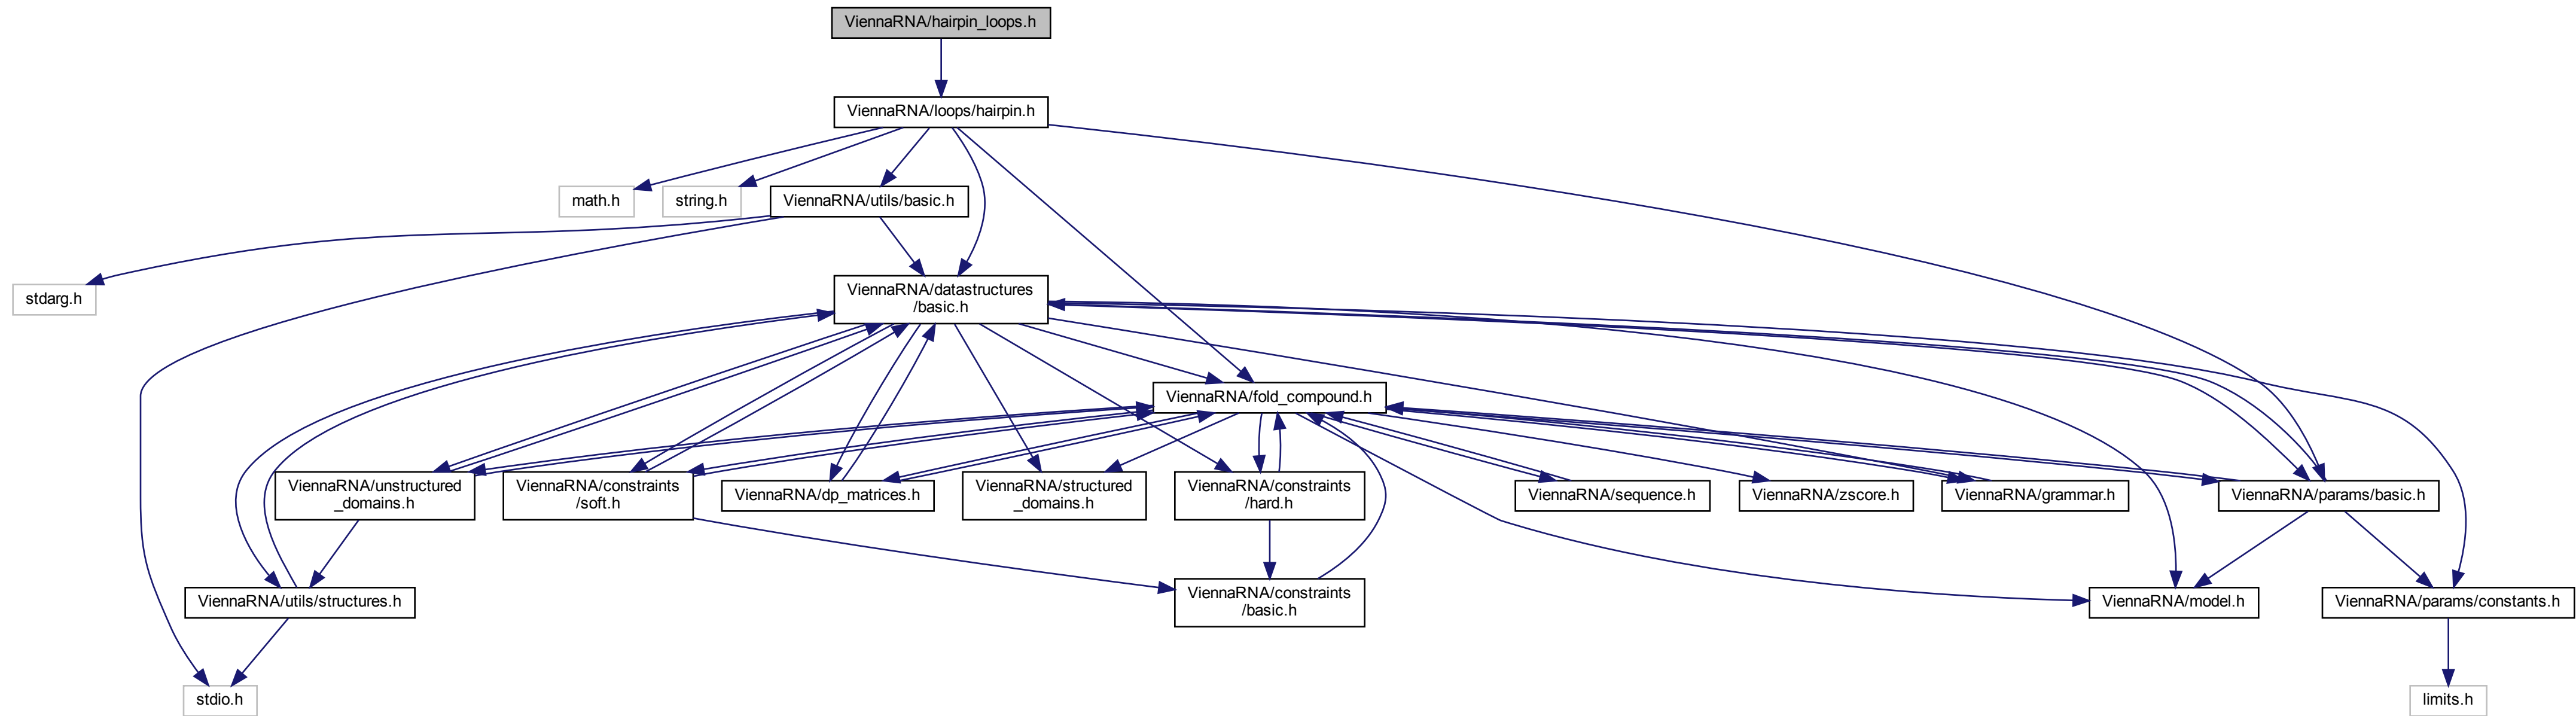 ViennaRNA/hairpin_loops.h
ViennaRNA/loops/hairpin.h
math.h
string.h
ViennaRNA/utils/basic.h
stdarg.h
ViennaRNA/datastructures
/basic.h
ViennaRNA/fold_compound.h
ViennaRNA/unstructured
_domains.h
ViennaRNA/constraints
/soft.h
ViennaRNA/dp_matrices.h
ViennaRNA/structured
_domains.h
ViennaRNA/constraints
/hard.h
ViennaRNA/sequence.h
ViennaRNA/zscore.h
ViennaRNA/grammar.h
ViennaRNA/params/basic.h
ViennaRNA/utils/structures.h
ViennaRNA/constraints
/basic.h
ViennaRNA/model.h
ViennaRNA/params/constants.h
stdio.h
limits.h